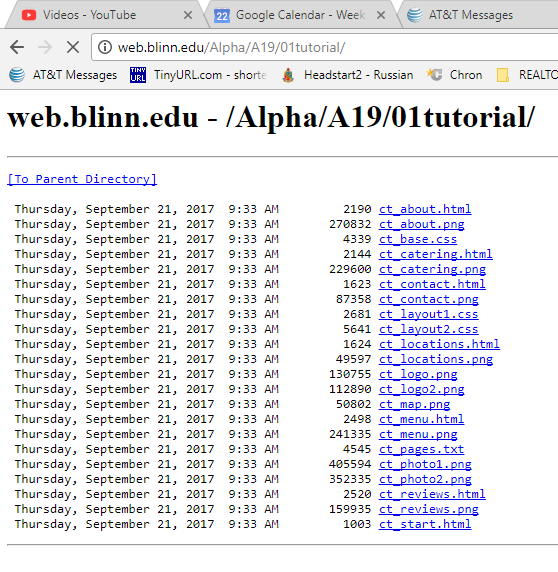 Videos - YouTube
Google Calendar - Week
AT&T Messages
web.blinn.edu/Alpha/A19/01tutorial/
AT&T Messages
TINY
URL
TinyURL.com - shorte
Headstart2 - Russian
Chron
REALTO
web.blinn.edu - /Alpha/A19/01tutorial/
[To Parent Directory]
Thursday, September 21, 2017 9:33 AM 2190 ct_about.html
Thursday, September 21, 2017 9:33 AM 270832 ct_about.png
Thursday, September 21, 2017 9:33 AM 4339 ct_base.css
Thursday, September 21, 2017 9:33 AM 2144 ct_catering.html
Thursday, September 21, 2017 9:33 AM 229600 ct_catering.png
Thursday, September 21, 2017 9:33 AM 1623 ct_contact.html
Thursday, September 21, 2017 9:33 AM 87358 ct_contact.png
Thursday, September 21, 2017 9:33 AM 2681 ct_layout1.css
Thursday, September 21, 2017 9:33 AM 5641 ct_layout2.css
Thursday, September 21, 2017 9:33 AM 1624 ct_locations.html
Thursday, September 21, 2017 9:33 AM 49597 ct_locations.png
Thursday, September 21, 2017 9:33 AM 130755 ct_logo.png
Thursday, September 21, 2017 9:33 AM 112890 ct_logo2.png
Thursday, September 21, 2017 9:33 AM 50802 ct_map.png
Thursday, September 21, 2017 9:33 AM 2498 ct_menu.html
Thursday, September 21, 2017 9:33 AM 241335 ct_menu.png
Thursday, September 21, 2017 9:33 AM 4545 ct_pages.txt
Thursday, September 21, 2017 9:33 AM 405594 ct_photo1.png
Thursday, September 21, 2017 9:33 AM 352335 ct_photo2.png
Thursday, September 21, 2017 9:33 AM 2520 ct_reviews.html
Thursday, September 21, 2017 9:33 AM 159935 ct_reviews.png
Thursday, September 21, 2017 9:33 AM 1003 ct_start.html